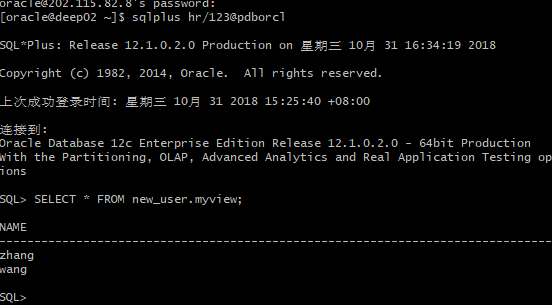 oracle@202.115.82.8's password:
[oracle@deep02 ~]$ sqlplus hr/123@pdborcl
SQL*Plus: Release 12.1.0.2.0 Production on 星期三 10月 31 16:34:19 2018
Copyright (c) 1982, 2014, Oracle.  All rights reserved.
上次成功登录时间: 星期三 10月 31 2018 15:25:40 +08:00
连接到:
Oracle Database 12c Enterprise Edition Release 12.1.0.2.0 - 64bit Production
With the Partitioning, OLAP, Advanced Analytics and Real Application Testing op
ions
SQL> SELECT * FROM new_user.myview;
NAME
--------------------------------------------------------------------------------
zhang
wang
SQL>